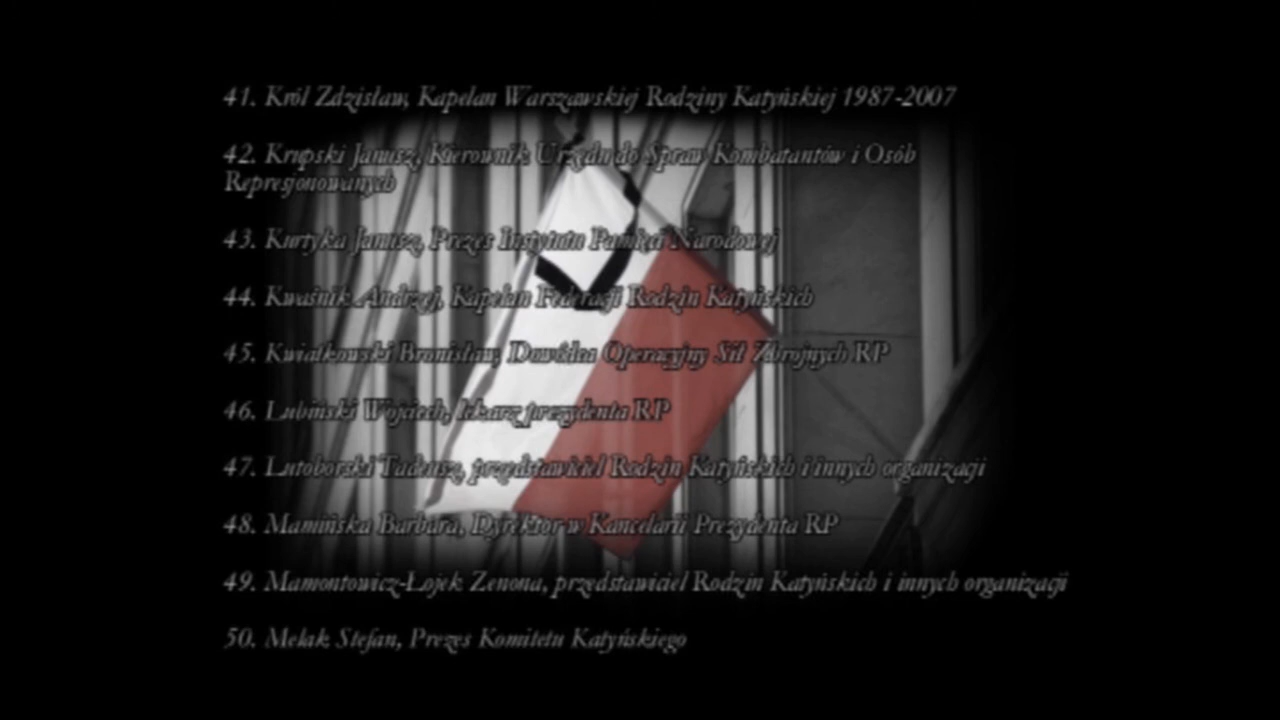 41. Król Zdzisław, Kapelan Warszawskiej Rodziny Katyńskiej 1987-2007
42. Krupski Janusz, Kierownik Urzędu do Spraw Kombatantów i Osób
Represjonowanych
43. Kurtyka Janusz, Prezes Instytutu Pamięci Narodowej
44. Kwaśnik Andrzej, Kapelan Federacji Rodzin Katyńskich
45. Kwiatkowski Bronisław, Dowódca Operacyjny Sił Zbrojnych RP
46. Lubiński Wojciech, lekarz prezydenta RP
47. Lutoborski Tadeusz, przedstawiciel Rodzin Katyńskich i innych organizacji
48. Mamińska Barbara, Dyrektor w Kancelarii Prezydenta RP
49. Mamontowicz-Łojek Zenona, przedstawiciel Rodzin Katyńskich i innych organizacji
50. Melak Stefan, Prezes Komitetu Katyńskiego